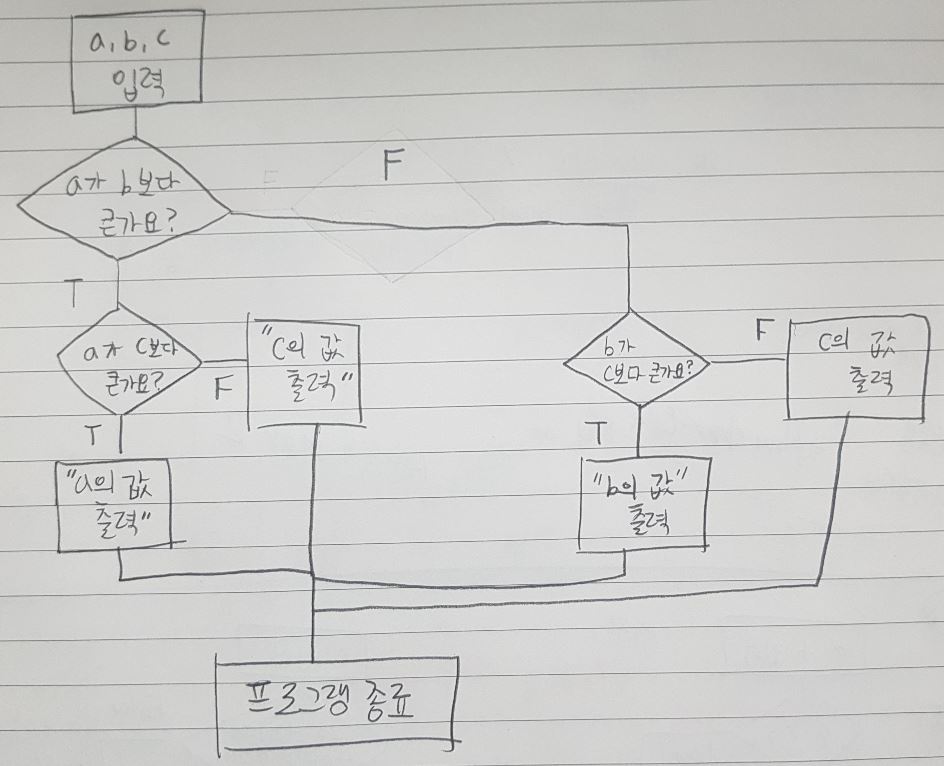 a, b, c
입력
a가 b보다
큰가요?
F
T
a가 c보다
큰가요?
F
"c의 값
출력"
T
"a의 값
출력"
b가
c보다 큰가요?
F
c의 값
출력
T
"b의 값"
출력
프로그램 종료